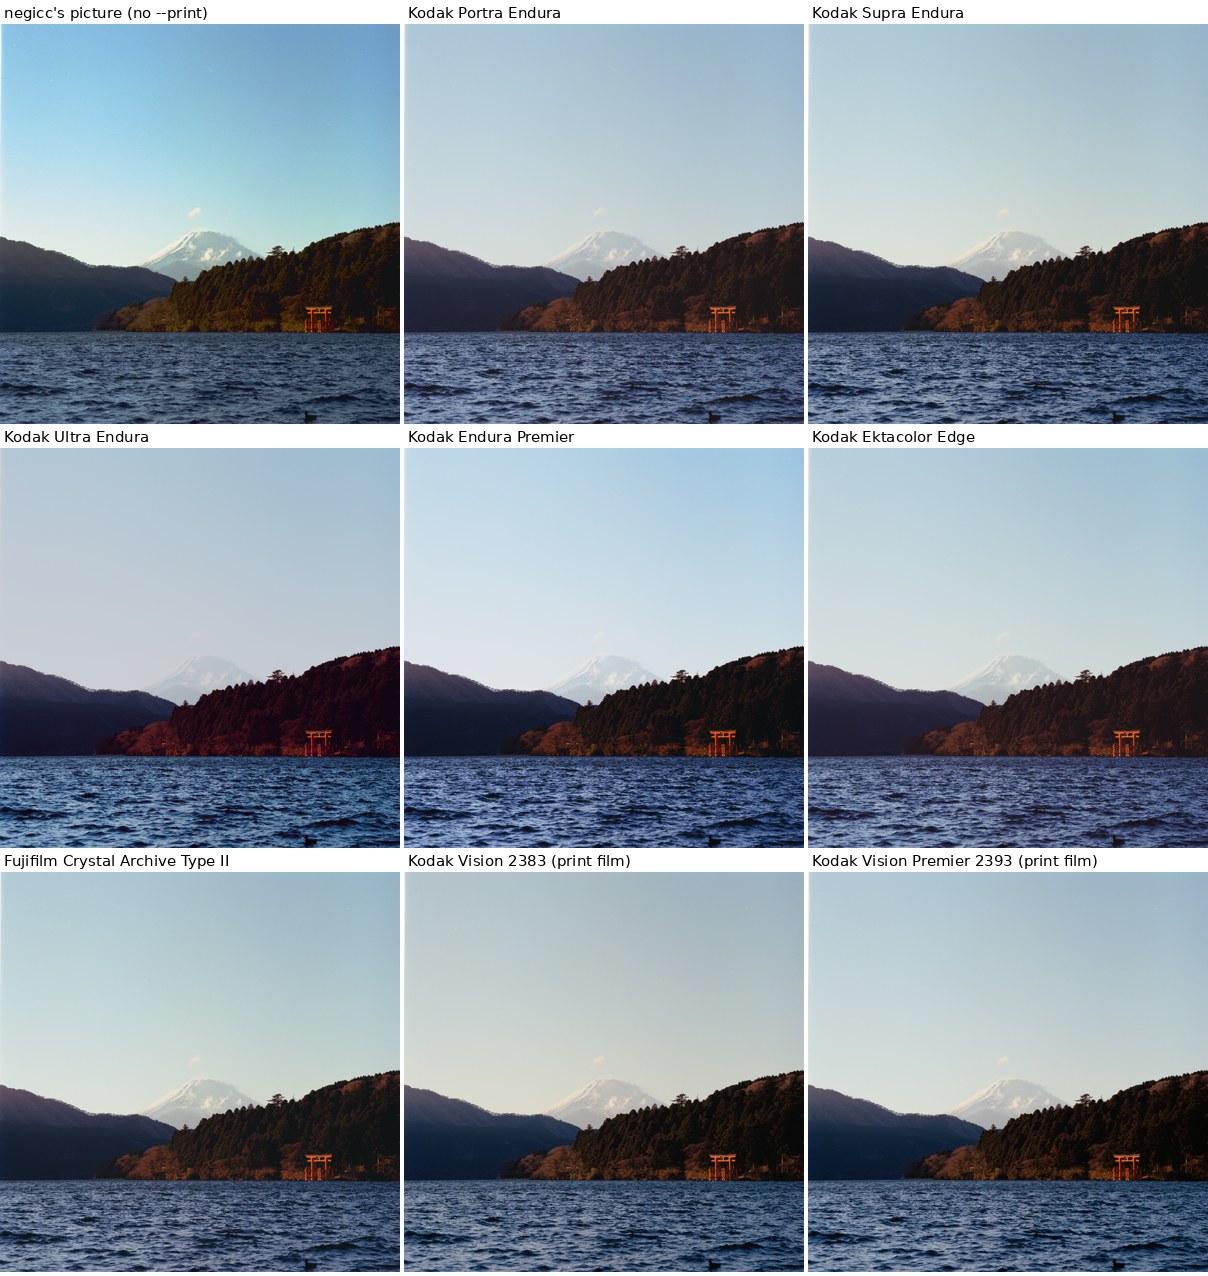 negicc's picture (no --print)
Kodak Portra Endura
Kodak Supra Endura
Kodak Ultra Endura
Kodak Endura Premier
Kodak Ektacolor Edge
Fujifilm Crystal Archive Type II
Kodak Vision 2383 (print film)
Kodak Vision Premier 2393 (print film)